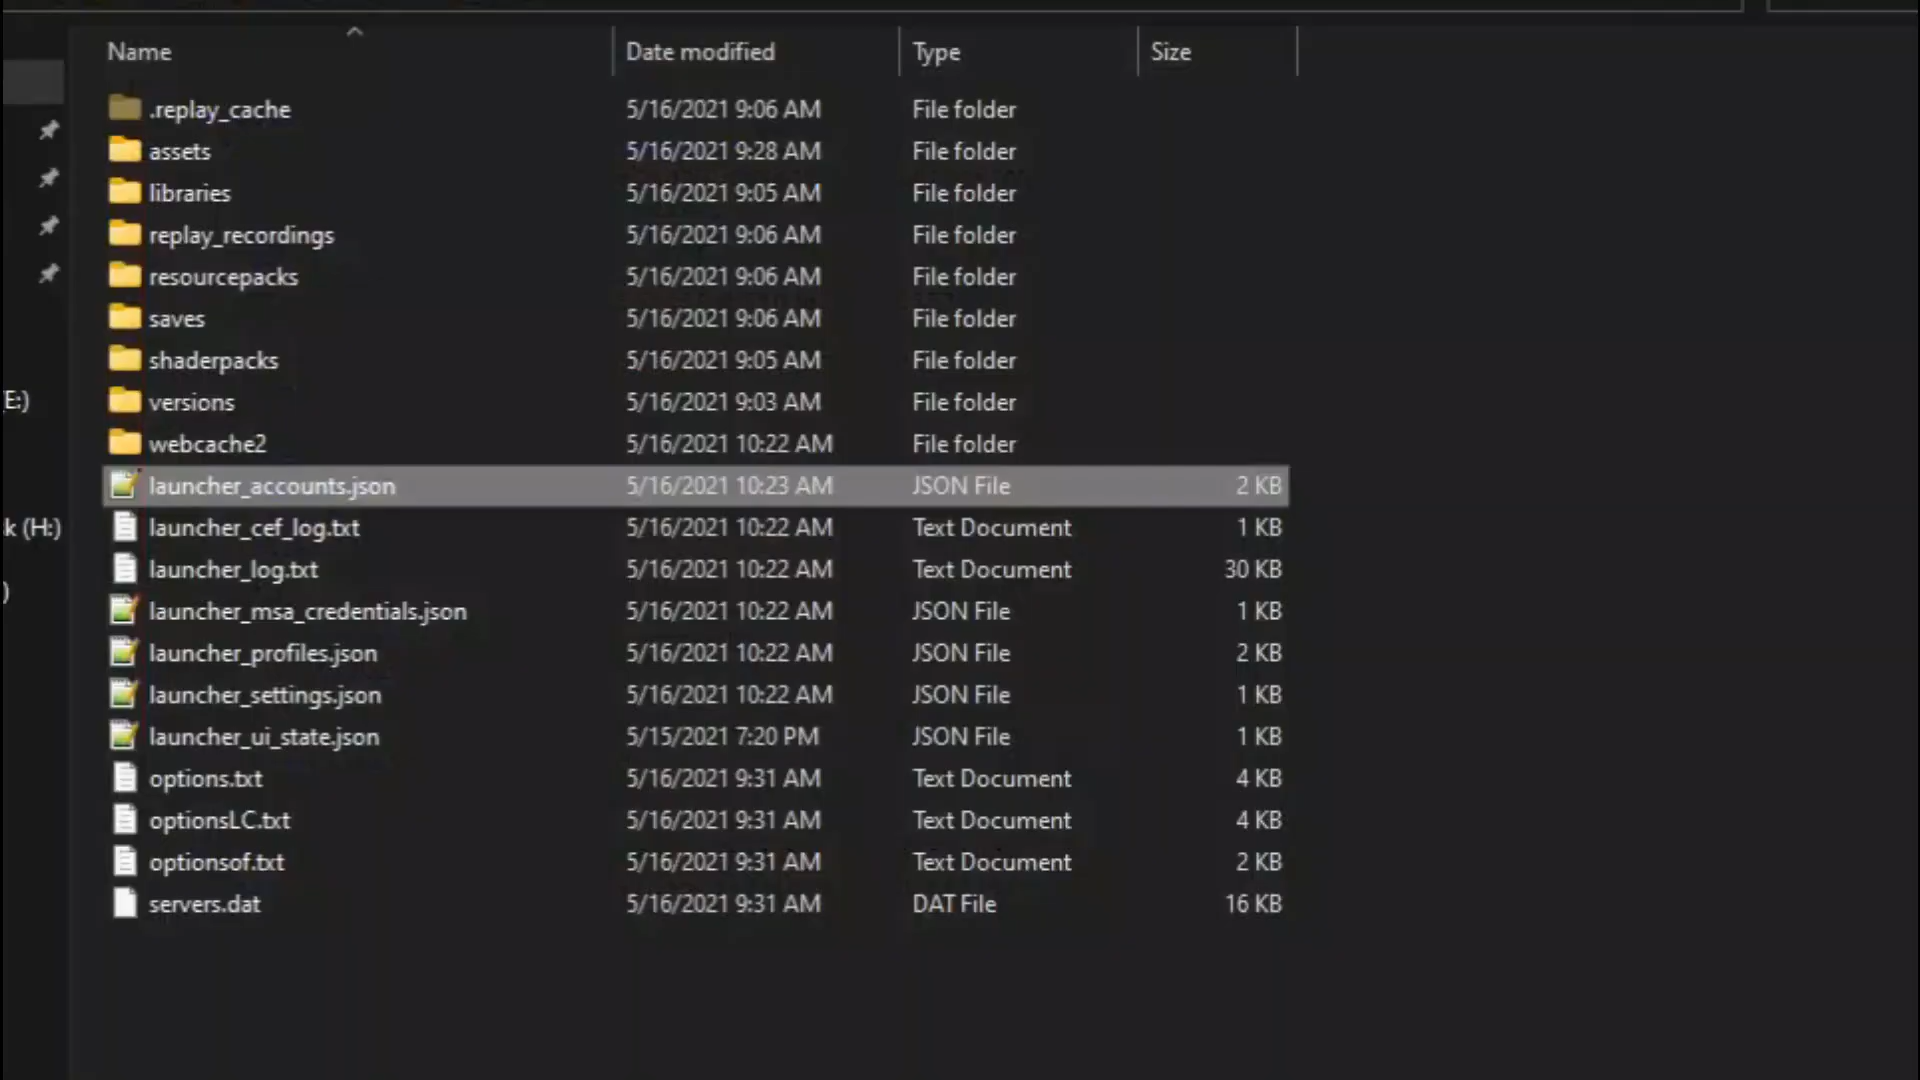 Name Date modified Type Size
.replay_cache 5/16/2021 9:06 AM File folder
assets 5/16/2021 9:28 AM File folder
libraries 5/16/2021 9:05 AM File folder
replay_recordings 5/16/2021 9:06 AM File folder
resourcepacks 5/16/2021 9:06 AM File folder
saves 5/16/2021 9:06 AM File folder
shaderpacks 5/16/2021 9:05 AM File folder
E:) versions 5/16/2021 9:03 AM File folder
webcache2 5/16/2021 10:22 AM File folder
launcher_accounts.json 5/16/2021 10:23 AM JSON File 2 KB
k (H:) launcher_cef_log.txt 5/16/2021 10:22 AM Text Document 1 KB
launcher_log.txt 5/16/2021 10:22 AM Text Document 30 KB
) launcher_msa_credentials.json 5/16/2021 10:22 AM JSON File 1 KB
launcher_profiles.json 5/16/2021 10:22 AM JSON File 2 KB
launcher_settings.json 5/16/2021 10:22 AM JSON File 1 KB
launcher_ui_state.json 5/15/2021 7:20 PM JSON File 1 KB
options.txt 5/16/2021 9:31 AM Text Document 4 KB
optionsLC.txt 5/16/2021 9:31 AM Text Document 4 KB
optionsof.txt 5/16/2021 9:31 AM Text Document 2 KB
servers.dat 5/16/2021 9:31 AM DAT File 16 KB